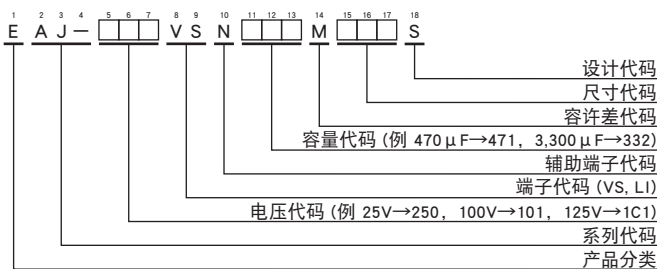 1 2 3 4 5 6 7 8 9 10 11 12 13 14 15 16 17 18
E A J - □□□ V S N □□□ M □□□ S
设计代码
尺寸代码
容许差代码
容量代码 (例 470μF→471, 3,300μF→332)
辅助端子代码
端子代码 (VS, LI)
电压代码 (例 25V→250, 100V→101, 125V→1C1)
系列代码
产品分类